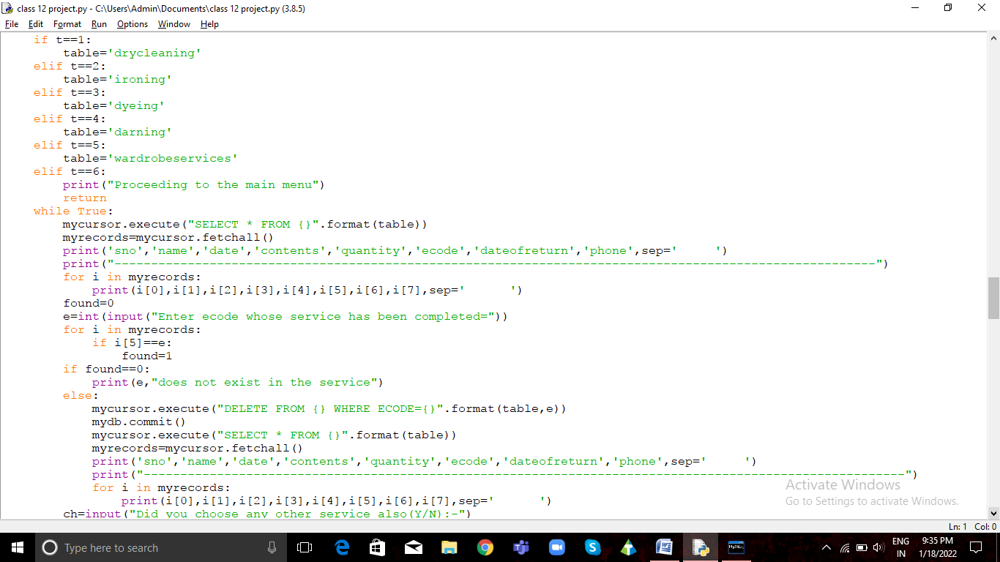 class 12 project.py - C:\Users\Admin\Documents\class 12 project.py (3.8.5)
File Edit Format Run Options Window Help
    if t==1:
        table='drycleaning'
    elif t==2:
        table='ironing'
    elif t==3:
        table='dyeing'
    elif t==4:
        table='darning'
    elif t==5:
        table='wardrobeservices'
    elif t==6:
        print("Proceeding to the main menu")
        return
    while True:
        mycursor.execute("SELECT * FROM {}".format(table))
        myrecords=mycursor.fetchall()
        print('sno','name','date','contents','quantity','ecode','dateofreturn','phone',sep='     ')
        print("--------------------------------------------------------------------------------------------------------")
        for i in myrecords:
            print(i[0],i[1],i[2],i[3],i[4],i[5],i[6],i[7],sep='      ')
        found=0
        e=int(input("Enter ecode whose service has been completed="))
        for i in myrecords:
            if i[5]==e:
                found=1
        if found==0:
            print(e,"does not exist in the service")
        else:
            mycursor.execute("DELETE FROM {} WHERE ECODE={}".format(table,e))
            mydb.commit()
            mycursor.execute("SELECT * FROM {}".format(table))
            myrecords=mycursor.fetchall()
            print('sno','name','date','contents','quantity','ecode','dateofreturn','phone',sep='     ')
            print("--------------------------------------------------------------------------------------------------------")
            for i in myrecords:
                print(i[0],i[1],i[2],i[3],i[4],i[5],i[6],i[7],sep='      ')
        ch=input("Did you choose any other service also(Y/N):-")
Activate Windows
Go to Settings to activate Windows.
Ln: 1 Col: 0
Type here to search
ENG
IN
9:35 PM
1/18/2022